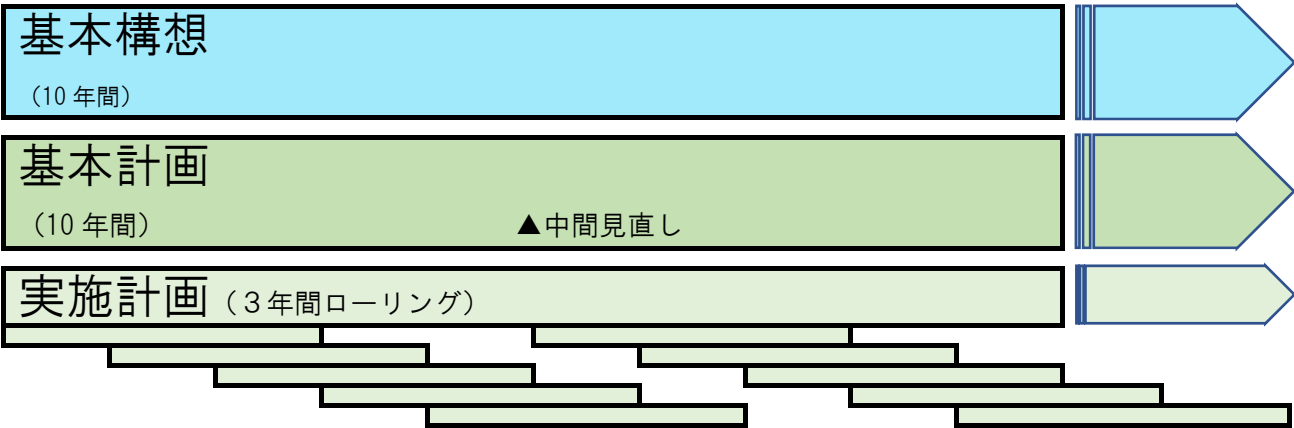 基本構想
（10 年間）
基本計画
（10 年間）
▲中間見直し
実施計画（３年間ローリング）